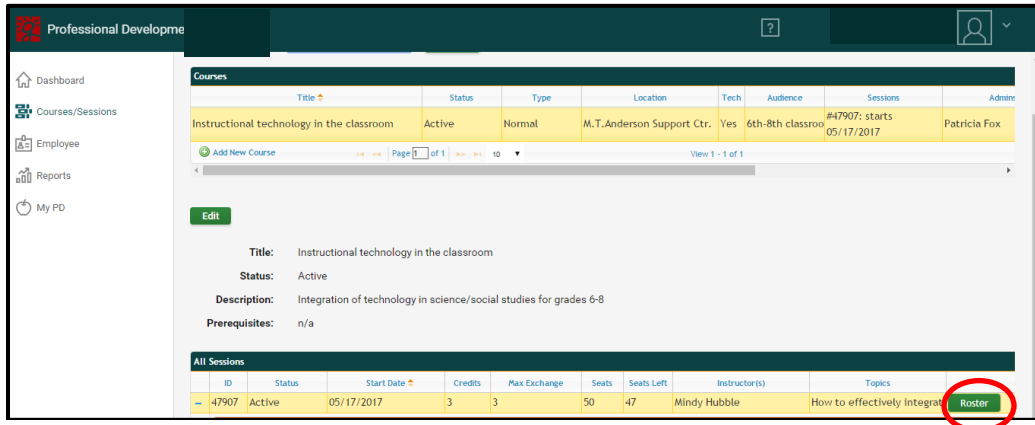 Professional Developme
?
Dashboard
Courses/Sessions
Employee
Reports
My PD
Courses
Title Status Type Location Tech Audience Sessions Admins
Instructional technology in the classroom Active Normal M.T.Anderson Support Ctr. Yes 6th-8th classroo #47907: starts 05/17/2017 Patricia Fox
Add New Course Page 1 of 1 10 View 1 - 1 of 1
Edit
Title: Instructional technology in the classroom
Status: Active
Description: Integration of technology in science/social studies for grades 6-8
Prerequisites: n/a
All Sessions
ID Status Start Date Credits Max Exchange Seats Seats Left Instructor(s) Topics
– 47907 Active 05/17/2017 3 3 50 47 Mindy Hubble How to effectively integrat Roster